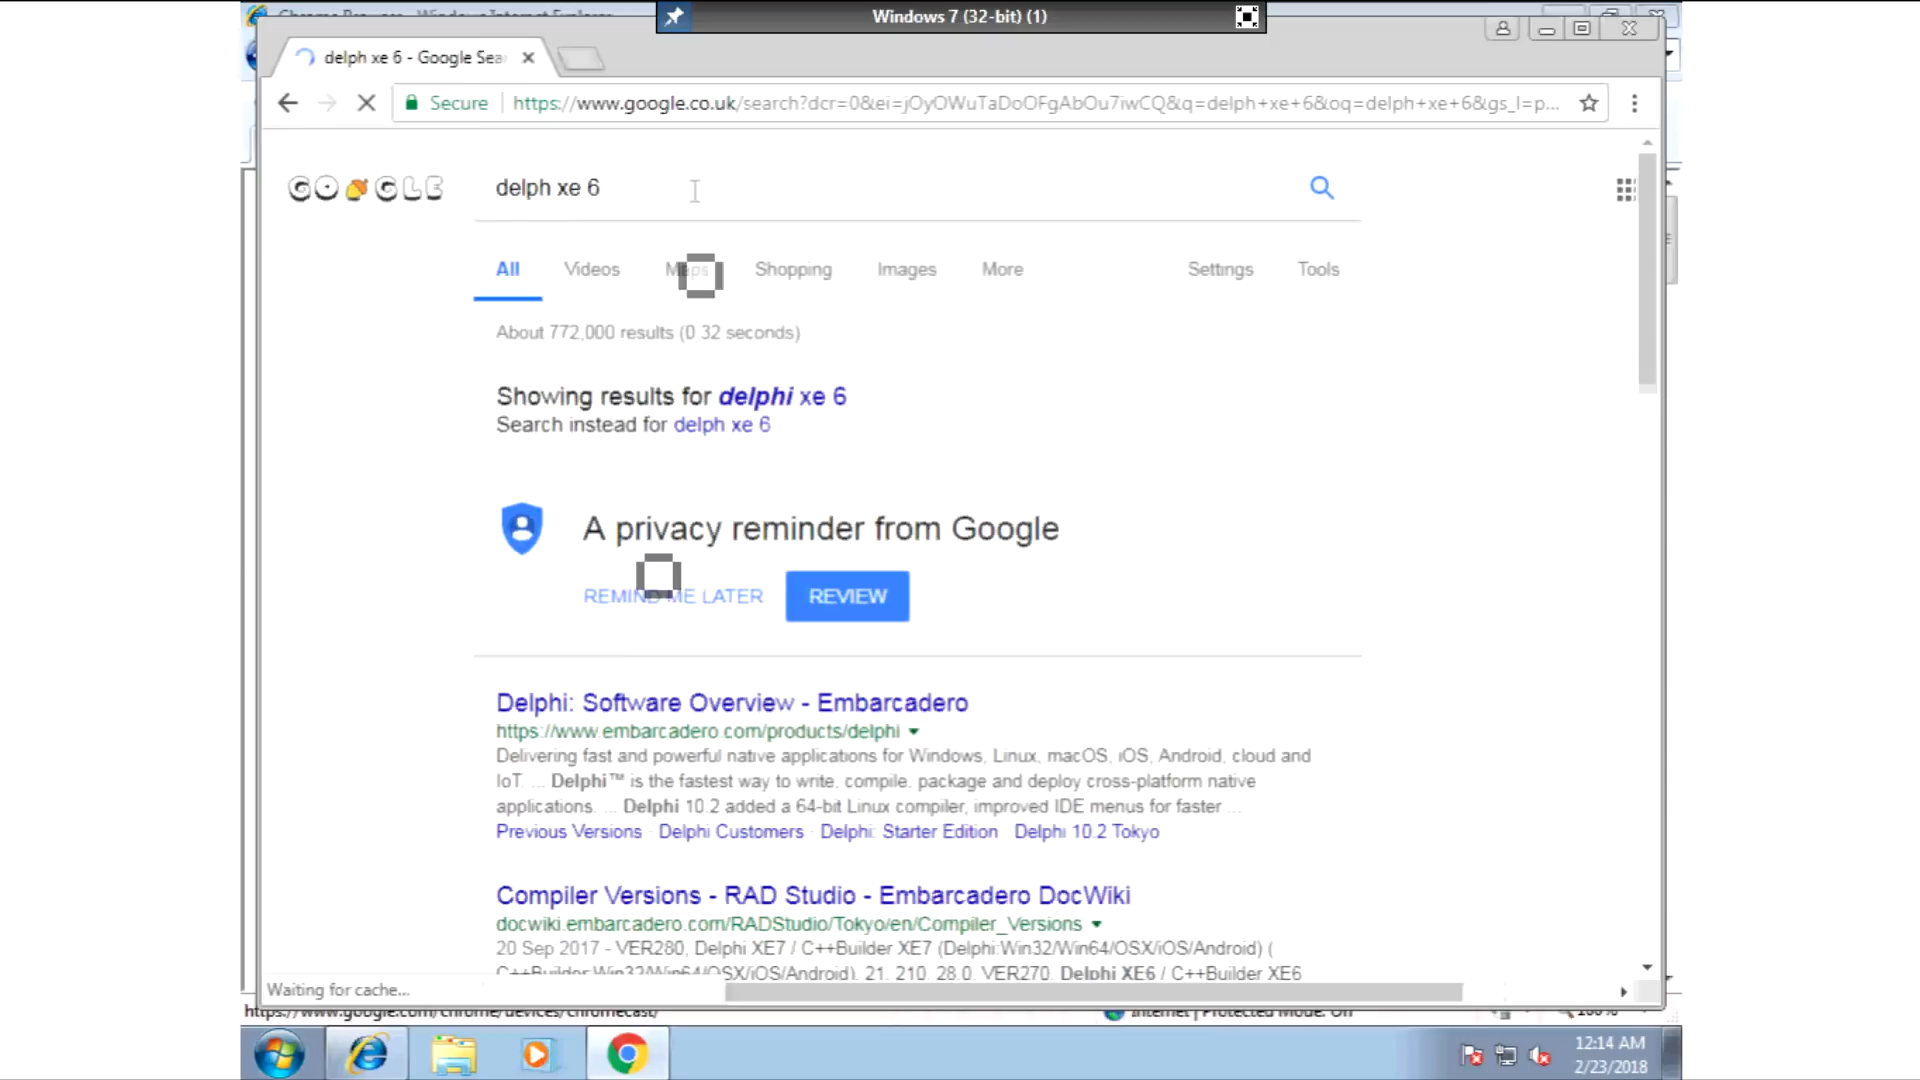 Windows 7 (32-bit) (1)
delph xe 6 - Google Sea
Secure
https://www.google.co.uk/search?dcr=0&ei=jOyOWuTaDoOFgAbOu7iwCQ&q=delph+xe+6&oq=delph+xe+6&gs_l=p...
GOOGLE
delph xe 6
All Videos Maps Shopping Images More Settings Tools
About 772,000 results (0 32 seconds)
Showing results for delphi xe 6
Search instead for delph xe 6
A privacy reminder from Google
REMIND ME LATER REVIEW
Delphi: Software Overview - Embarcadero
https://www.embarcadero.com/products/delphi
Delivering fast and powerful native applications for Windows, Linux, macOS, iOS, Android, cloud and
IoT. ... Delphi™ is the fastest way to write, compile, package and deploy cross-platform native
applications. ... Delphi 10.2 added a 64-bit Linux compiler, improved IDE menus for faster ...
Previous Versions · Delphi Customers · Delphi: Starter Edition · Delphi 10.2 Tokyo
Compiler Versions - RAD Studio - Embarcadero DocWiki
docwiki.embarcadero.com/RADStudio/Tokyo/en/Compiler_Versions
20 Sep 2017 - VER280, Delphi XE7 / C++Builder XE7 (Delphi:Win32/Win64/OSX/iOS/Android) (
C++Builder:Win32/Win64/OSX/iOS/Android), 21, 210, 28.0, VER270, Delphi XE6 / C++Builder XE6
Waiting for cache...
https://www.google.com/chrome/devices/chromecast/
Internet | Protected Mode: On
100%
12:14 AM
2/23/2018